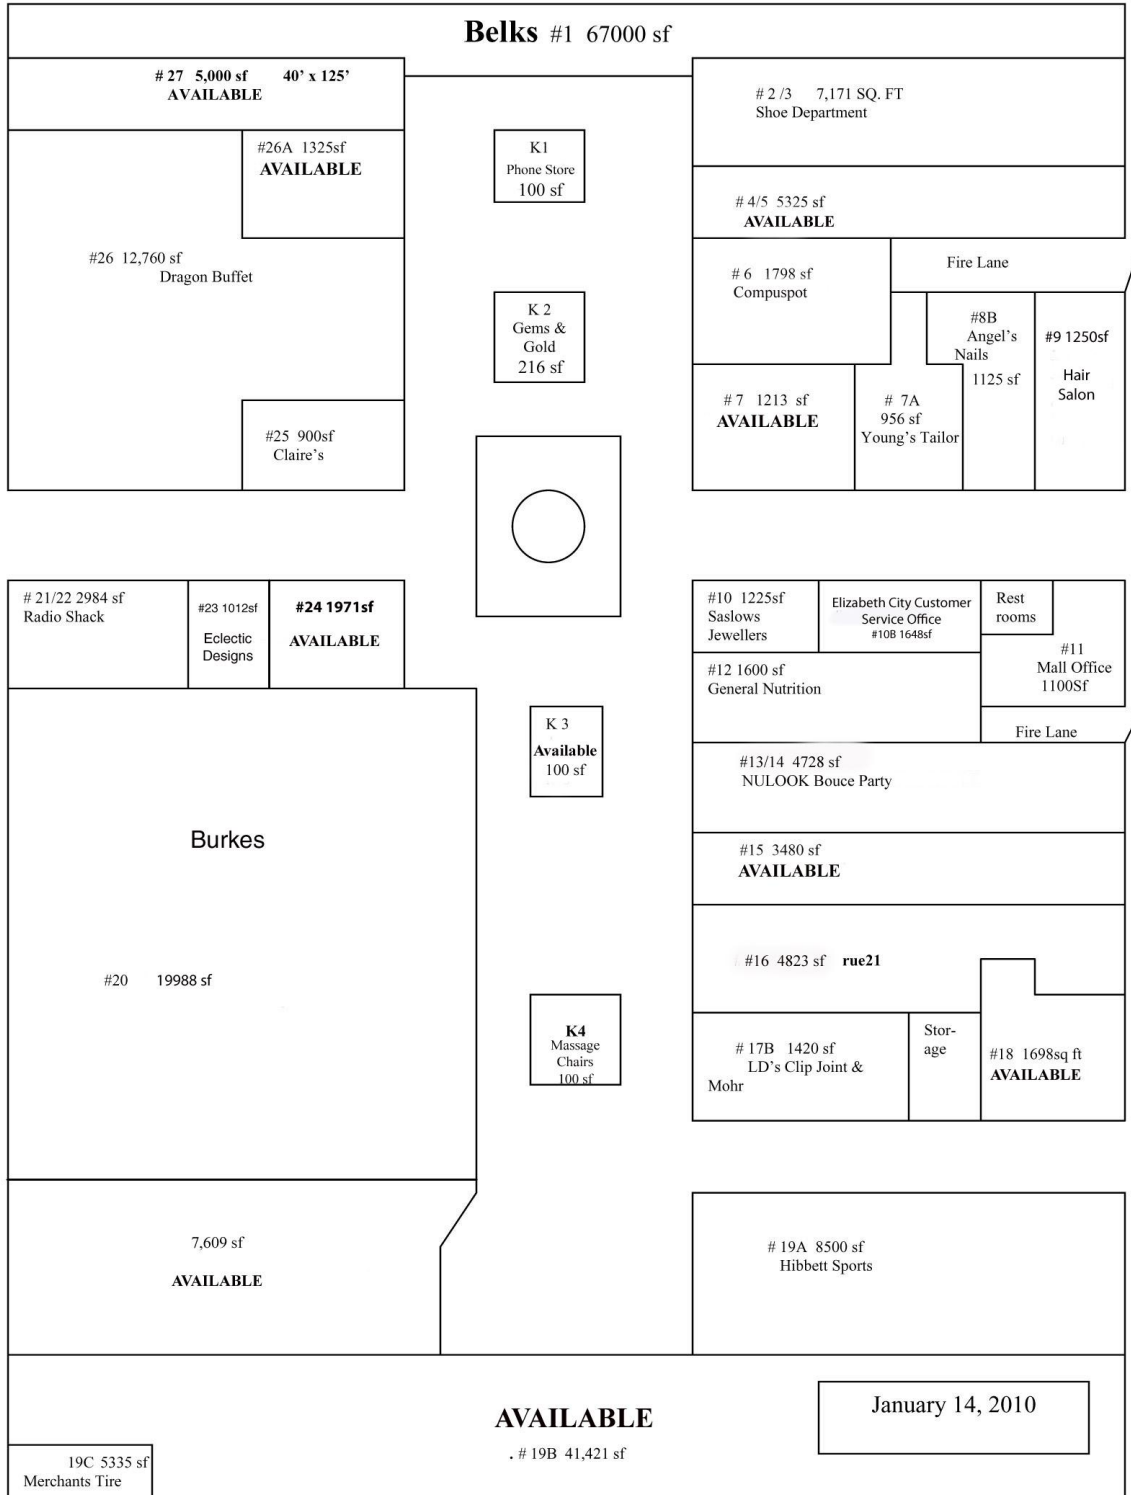 Belks #1 67000 sf
# 27 5,000 sf 40' x 125'
AVAILABLE
#26A 1325sf
AVAILABLE
#26 12,760 sf
Dragon Buffet
#25 900sf
Claire's
K1
Phone Store
100 sf
K 2
Gems &
Gold
216 sf
# 2 /3 7,171 SQ. FT
Shoe Department
# 4/5 5325 sf
AVAILABLE
# 6 1798 sf
Compuspot
Fire Lane
#8B
Angel's
Nails
1125 sf
#9 1250sf
Hair
Salon
# 7 1213 sf
AVAILABLE
# 7A
956 sf
Young's Tailor
# 21/22 2984 sf
Radio Shack
#23 1012sf
Eclectic
Designs
#24 1971sf
AVAILABLE
Burkes
#20 19988 sf
7,609 sf
AVAILABLE
K 3
Available
100 sf
K4
Massage
Chairs
100 sf
#10 1225sf
Saslows
Jewellers
Elizabeth City Customer
Service Office
#10B 1648sf
Rest
rooms
#11
Mall Office
1100Sf
#12 1600 sf
General Nutrition
Fire Lane
#13/14 4728 sf
NULOOK Bouce Party
#15 3480 sf
AVAILABLE
#16 4823 sf rue21
# 17B 1420 sf
LD's Clip Joint &
Mohr
Stor-
age
#18 1698sq ft
AVAILABLE
# 19A 8500 sf
Hibbett Sports
AVAILABLE
. # 19B 41,421 sf
January 14, 2010
19C 5335 sf
Merchants Tire